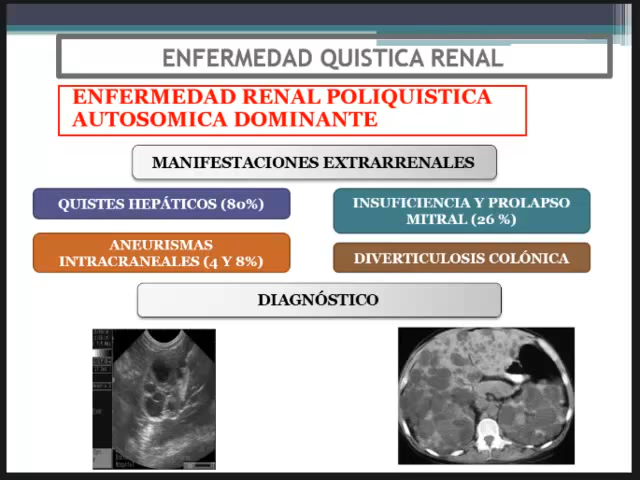 ENFERMEDAD QUISTICA RENAL
ENFERMEDAD RENAL POLIQUISTICA
AUTOSOMICA DOMINANTE
MANIFESTACIONES EXTRARRENALES
QUISTES HEPÁTICOS (80%)
INSUFICIENCIA Y PROLAPSO
MITRAL (26 %)
ANEURISMAS
INTRACRANEALES (4 Y 8%)
DIVERTICULOSIS COLÓNICA
DIAGNÓSTICO